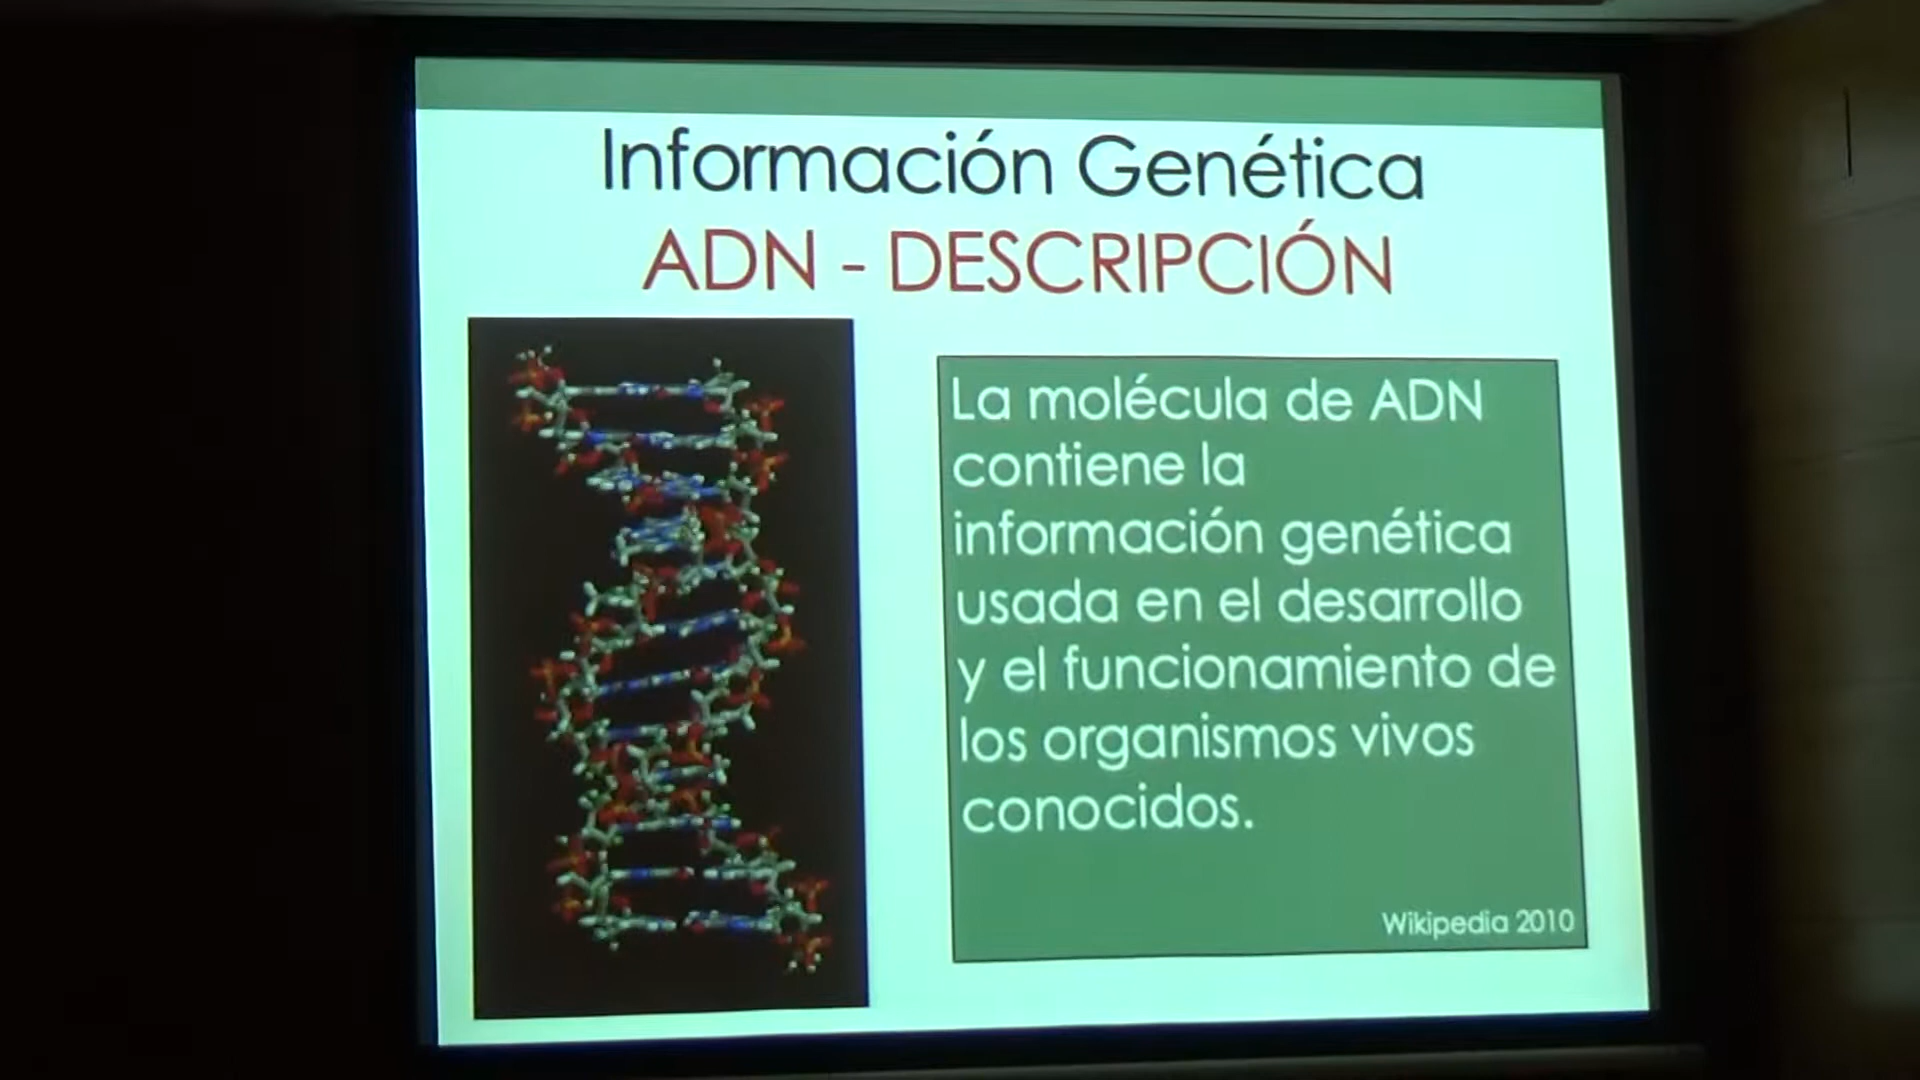 Información Genética
ADN - DESCRIPCIÓN
La molécula de ADN
contiene la
información genética
usada en el desarrollo
y el funcionamiento de
los organismos vivos
conocidos.
Wikipedia 2010